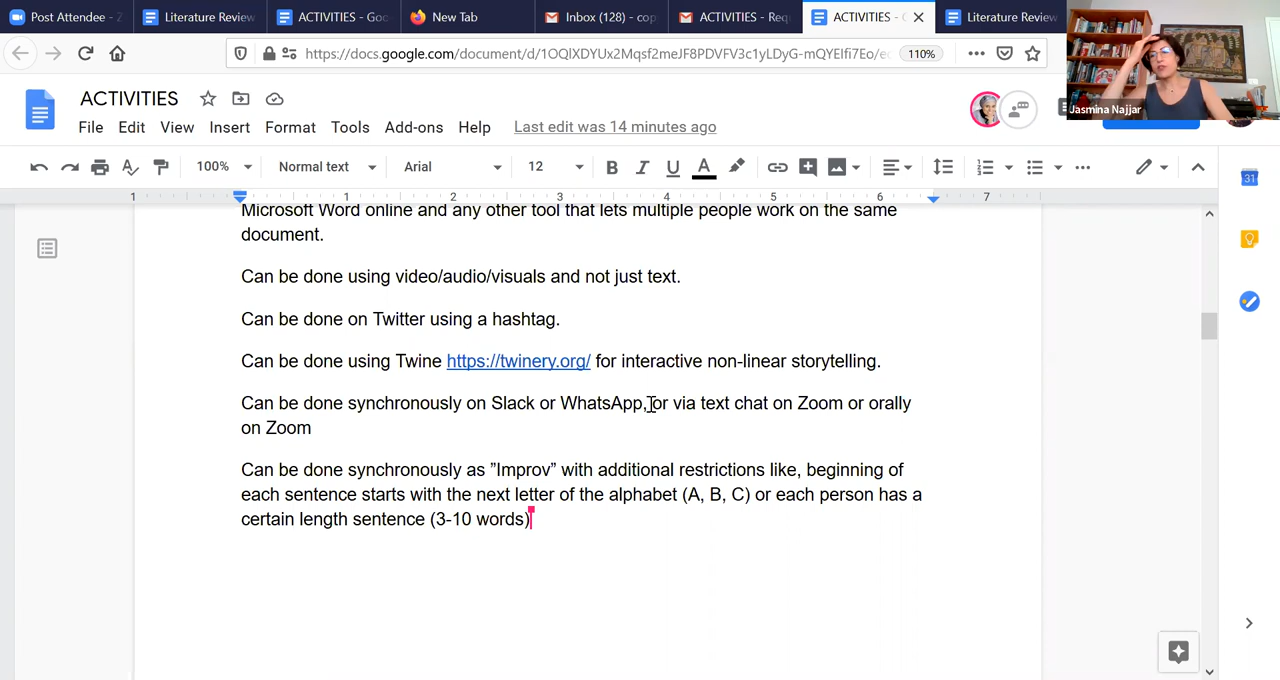 Post Attendee - Z
Literature Review
ACTIVITIES - Goo
New Tab
Inbox (128) - cop
ACTIVITIES - Req
ACTIVITIES - G
Literature Review
https://docs.google.com/document/d/1OQlXDYUx2Mqsf2meJF8PDVFV3c1yLDyG-mQYEIfi7Eo/ec
110%
Jasmina Najjar
ACTIVITIES
File Edit View Insert Format Tools Add-ons Help Last edit was 14 minutes ago
100% Normal text Arial 12 B I U A
31
1 1 2 3 4 5 6 7
Microsoft Word online and any other tool that lets multiple people work on the same
document.
Can be done using video/audio/visuals and not just text.
Can be done on Twitter using a hashtag.
Can be done using Twine https://twinery.org/ for interactive non-linear storytelling.
Can be done synchronously on Slack or WhatsApp, or via text chat on Zoom or orally
on Zoom
Can be done synchronously as ”Improv” with additional restrictions like, beginning of
each sentence starts with the next letter of the alphabet (A, B, C) or each person has a
certain length sentence (3-10 words)